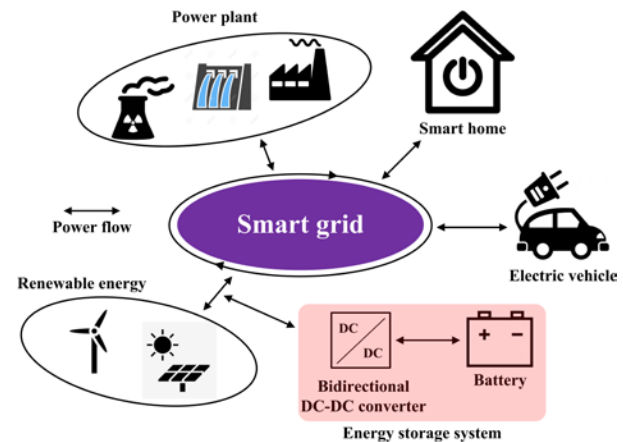 Power plant
Smart home
Smart grid
Power flow
Electric vehicle
Renewable energy
DC
DC
+ −
Bidirectional
DC-DC converter
Battery
Energy storage system